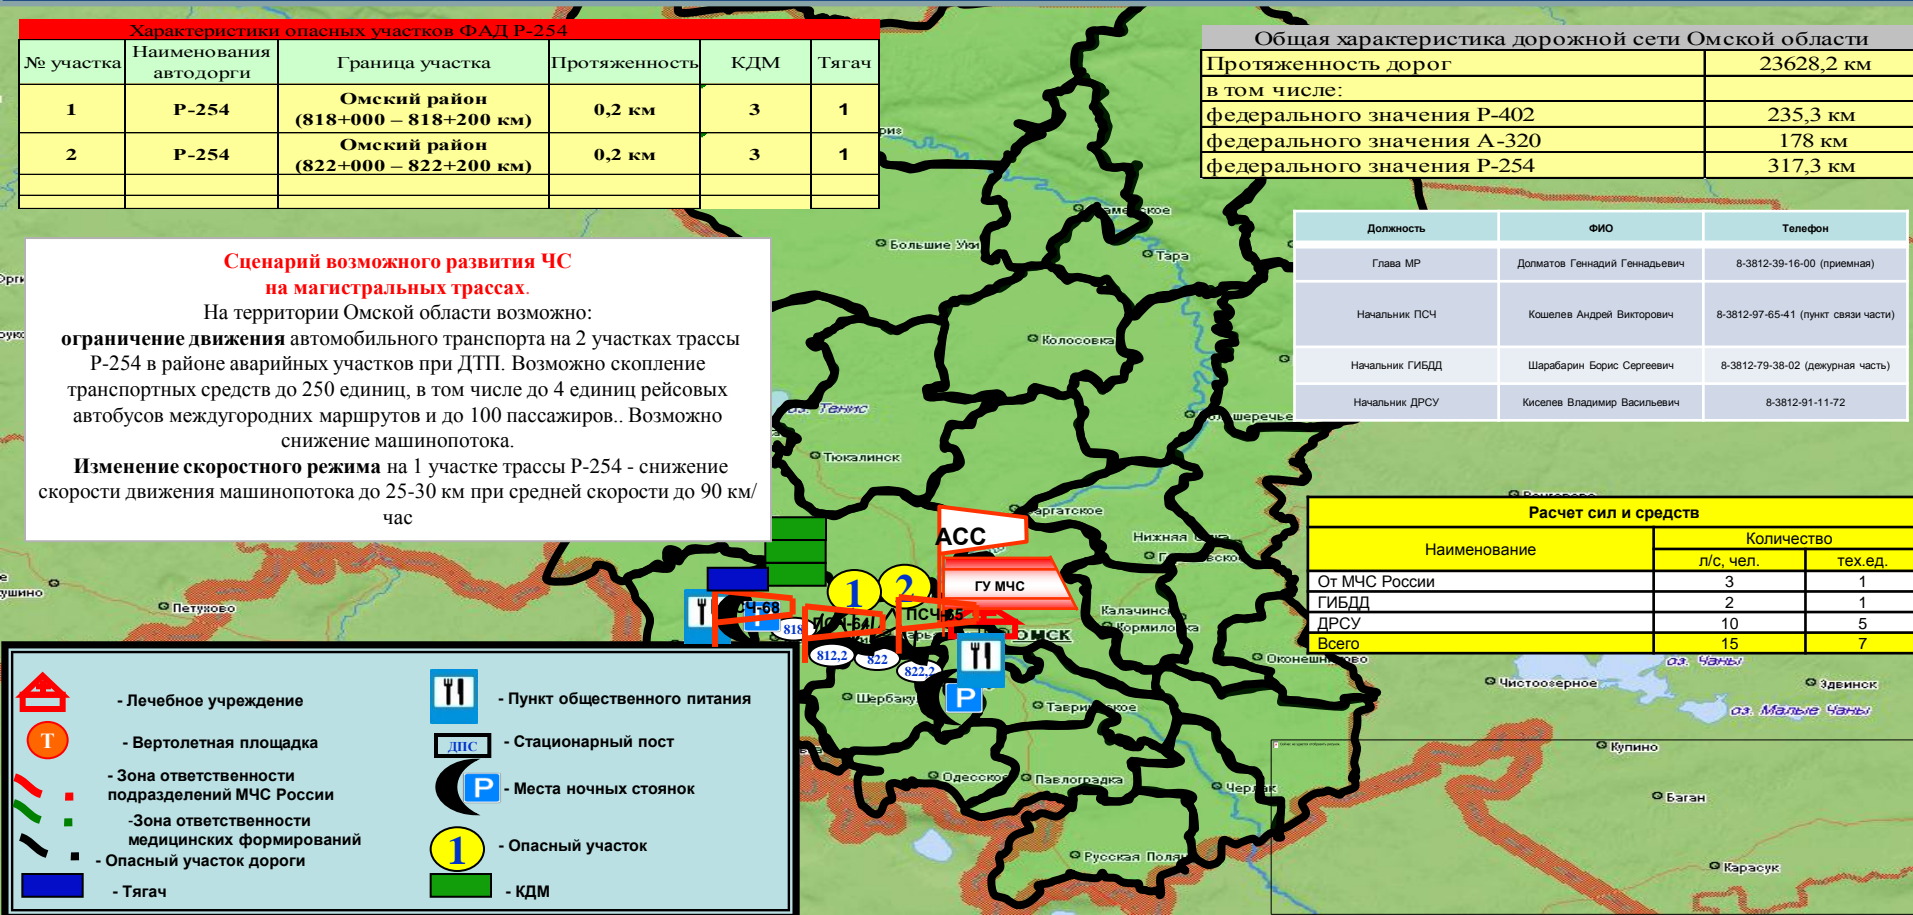 Характеристики опасных участков ФАД Р-254
№ участка Наименования автодорги Граница участка Протяженность КДМ Тягач
1 Р-254 Омский район (818+000 – 818+200 км) 0,2 км 3 1
2 Р-254 Омский район (822+000 – 822+200 км) 0,2 км 3 1
Общая характеристика дорожной сети Омской области
Протяженность дорог 23628,2 км
в том числе:
федерального значения Р-402 235,3 км
федерального значения А-320 178 км
федерального значения Р-254 317,3 км
Должность ФИО Телефон
Глава МР Долматов Геннадий Геннадьевич 8-3812-39-16-00 (приемная)
Начальник ПСЧ Кошелев Андрей Викторович 8-3812-97-65-41 (пункт связи части)
Начальник ГИБДД Шарабарин Борис Сергеевич 8-3812-79-38-02 (дежурная часть)
Начальник ДРСУ Киселев Владимир Васильевич 8-3812-91-11-72
Сценарий возможного развития ЧС
на магистральных трассах.
На территории Омской области возможно:
ограничение движения автомобильного транспорта на 2 участках трассы
Р-254 в районе аварийных участков при ДТП. Возможно скопление
транспортных средств до 250 единиц, в том числе до 4 единиц рейсовых
автобусов междугородних маршрутов и до 100 пассажиров.. Возможно
снижение машинопотока.
Изменение скоростного режима на 1 участке трассы Р-254 - снижение
скорости движения машинопотока до 25-30 км при средней скорости до 90 км/
час
Расчет сил и средств
Наименование Количество
л/с, чел. тех.ед.
От МЧС России 3 1
ГИБДД 2 1
ДРСУ 10 5
Всего 15 7
Большие Уки
Тара
Колосовка
оз. Тенис
Тюкалинск
Петухово
АСС
ГУ МЧС
1
2
ПСЧ-65
818
812,2
822
822,2
P
P
Калачинск
Кормиловка
Омск
Одесское
Павлоградка
Черлак
Русская Поляна
Чистоозерное
оз. Чаны
Здвинск
оз. Малые Чаны
Купино
Баган
Карасук
- Лечебное учреждение
Т
- Вертолетная площадка
- Зона ответственности
подразделений МЧС России
-Зона ответственности
медицинских формирований
- Опасный участок дороги
- Тягач
- Пункт общественного питания
ДПС
- Стационарный пост
P
- Места ночных стоянок
1
- Опасный участок
- КДМ